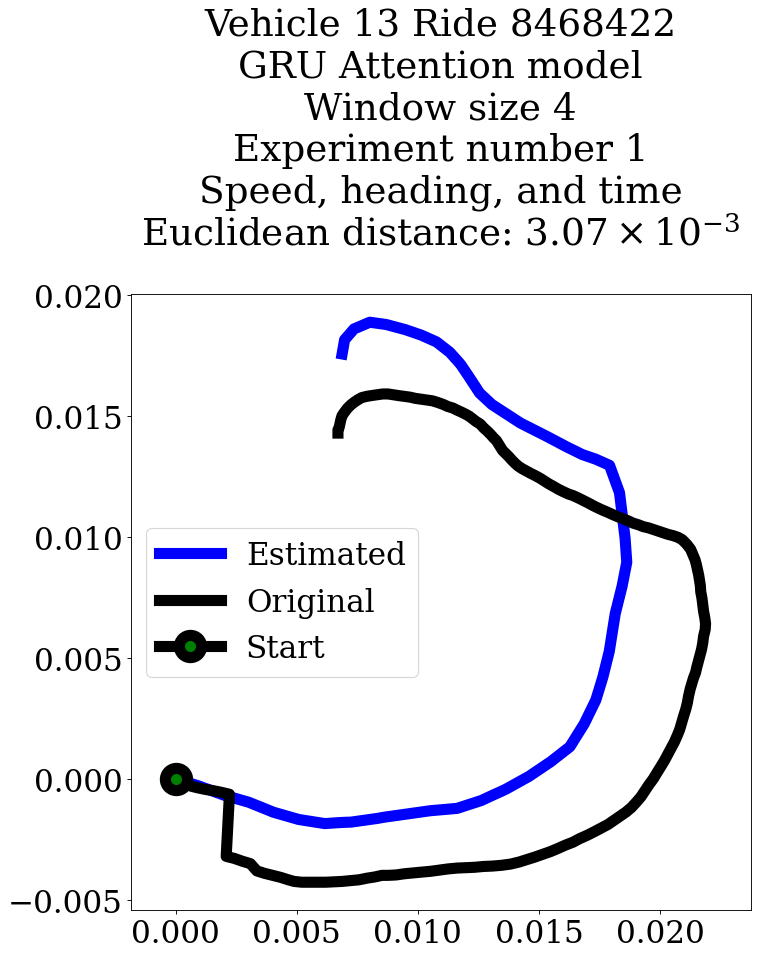 Vehicle 13 Ride 8468422
GRU Attention model
Window size 4
Experiment number 1
Speed, heading, and time
Euclidean distance: 3.07 × 10⁻³
0.020
0.015
0.010
0.005
0.000
−0.005
Estimated
Original
Start
0.000 0.005 0.010 0.015 0.020